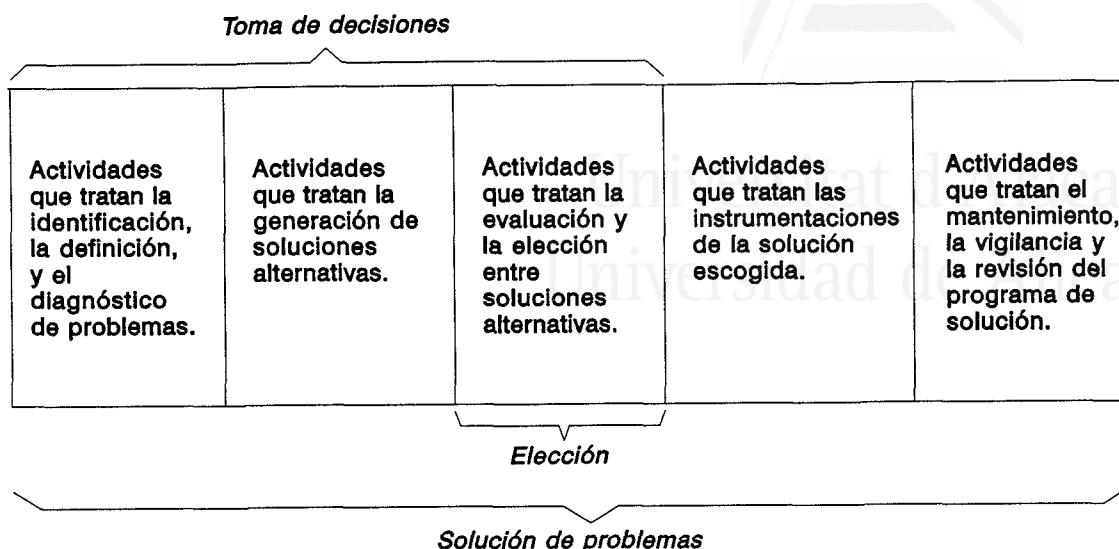 Toma de decisiones
Actividades
que tratan la
identificación,
la definición,
y el
diagnóstico
de problemas.
Actividades
que tratan la
generación de
soluciones
alternativas.
Actividades
que tratan la
evaluación y
la elección
entre
soluciones
alternativas.
Actividades
que tratan las
instrumentaciones
de la solución
escogida.
Actividades
que tratan el
mantenimiento,
la vigilancia y
la revisión del
programa de
solución.
Elección
Solución de problemas